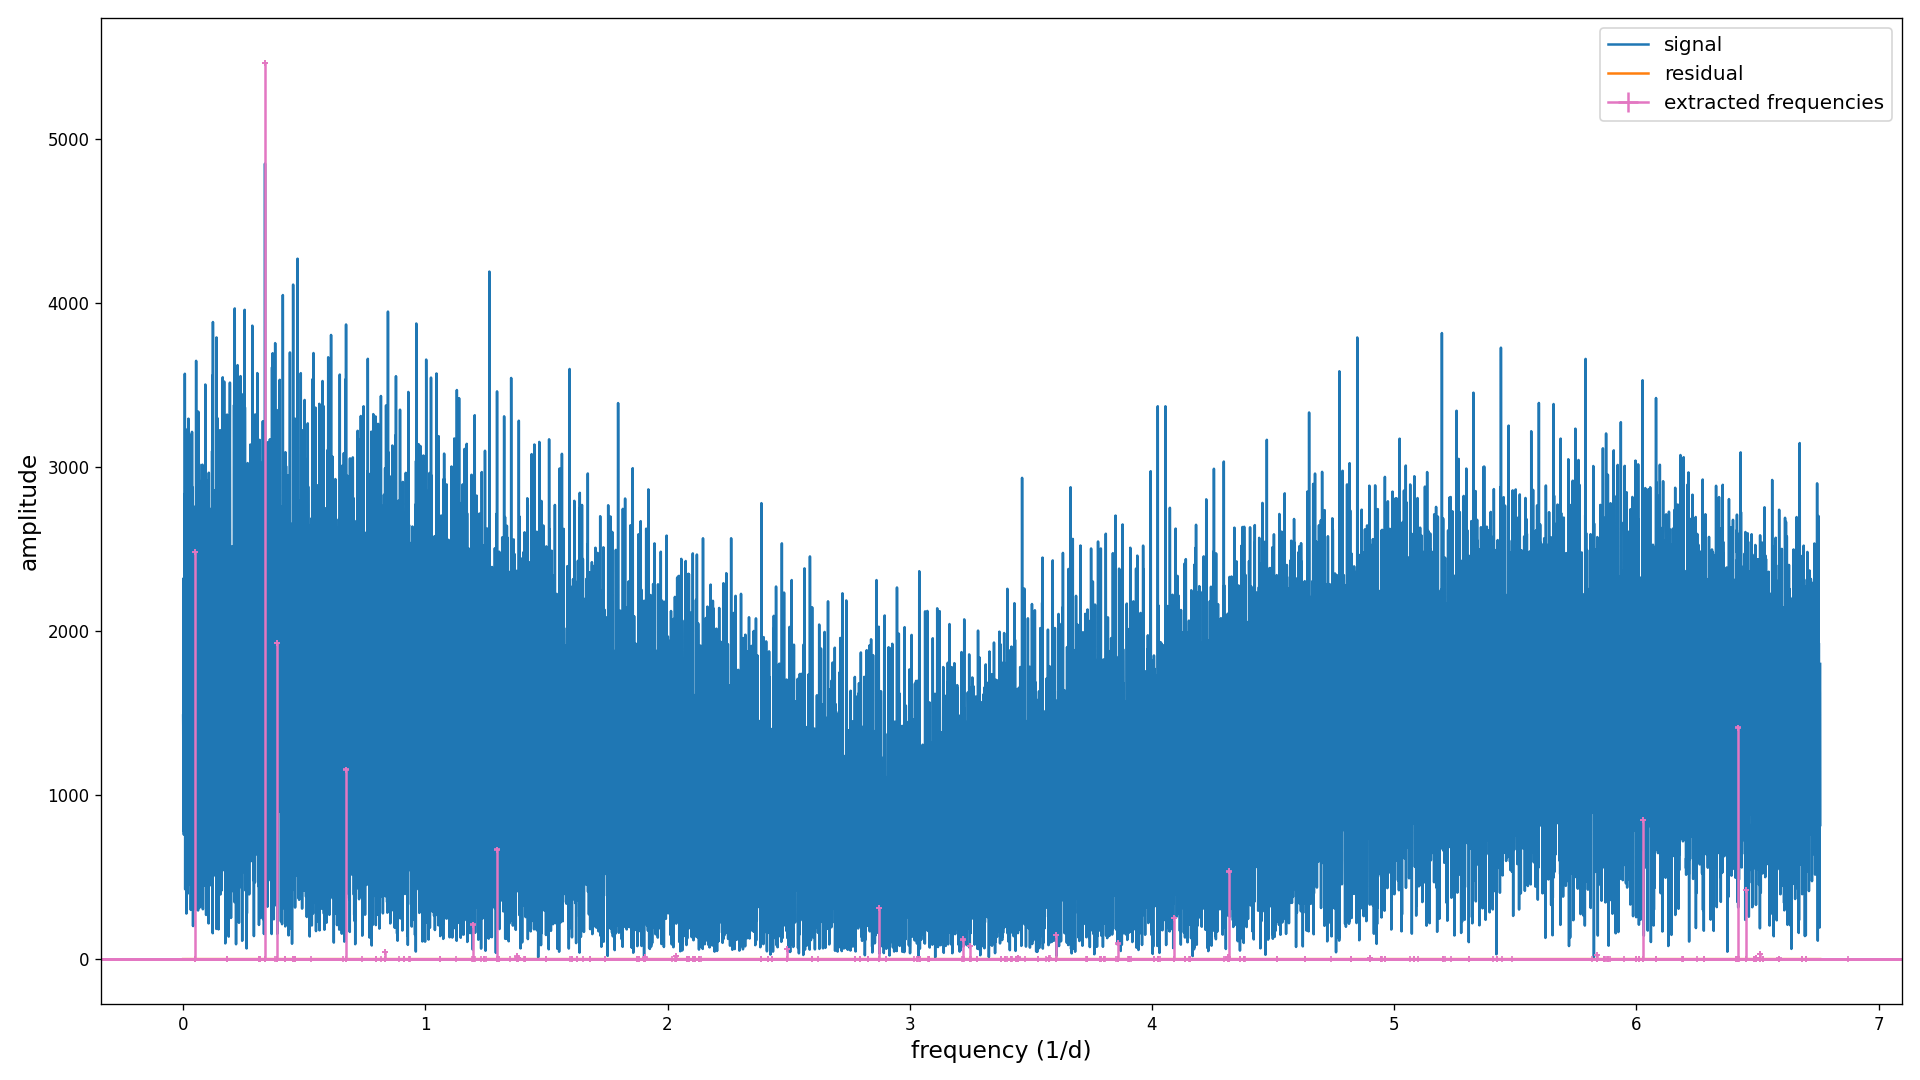 signal
residual
extracted frequencies
amplitude
5000
4000
3000
2000
1000
0
0 1 2 3 4 5 6 7
frequency (1/d)